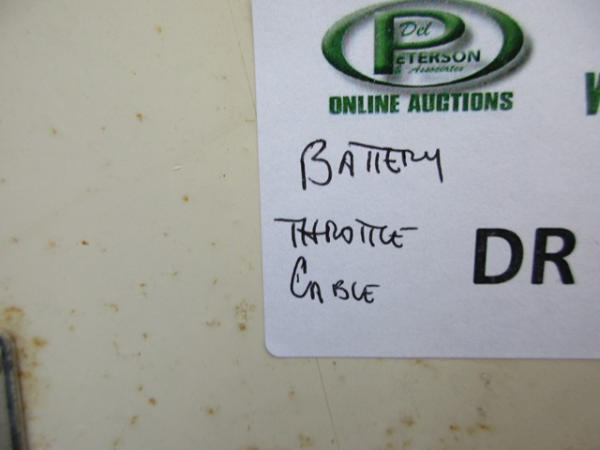 Del
PETERSON
& Associates
ONLINE AUCTIONS
BATTERY
THROTTLE
CABLE
DR